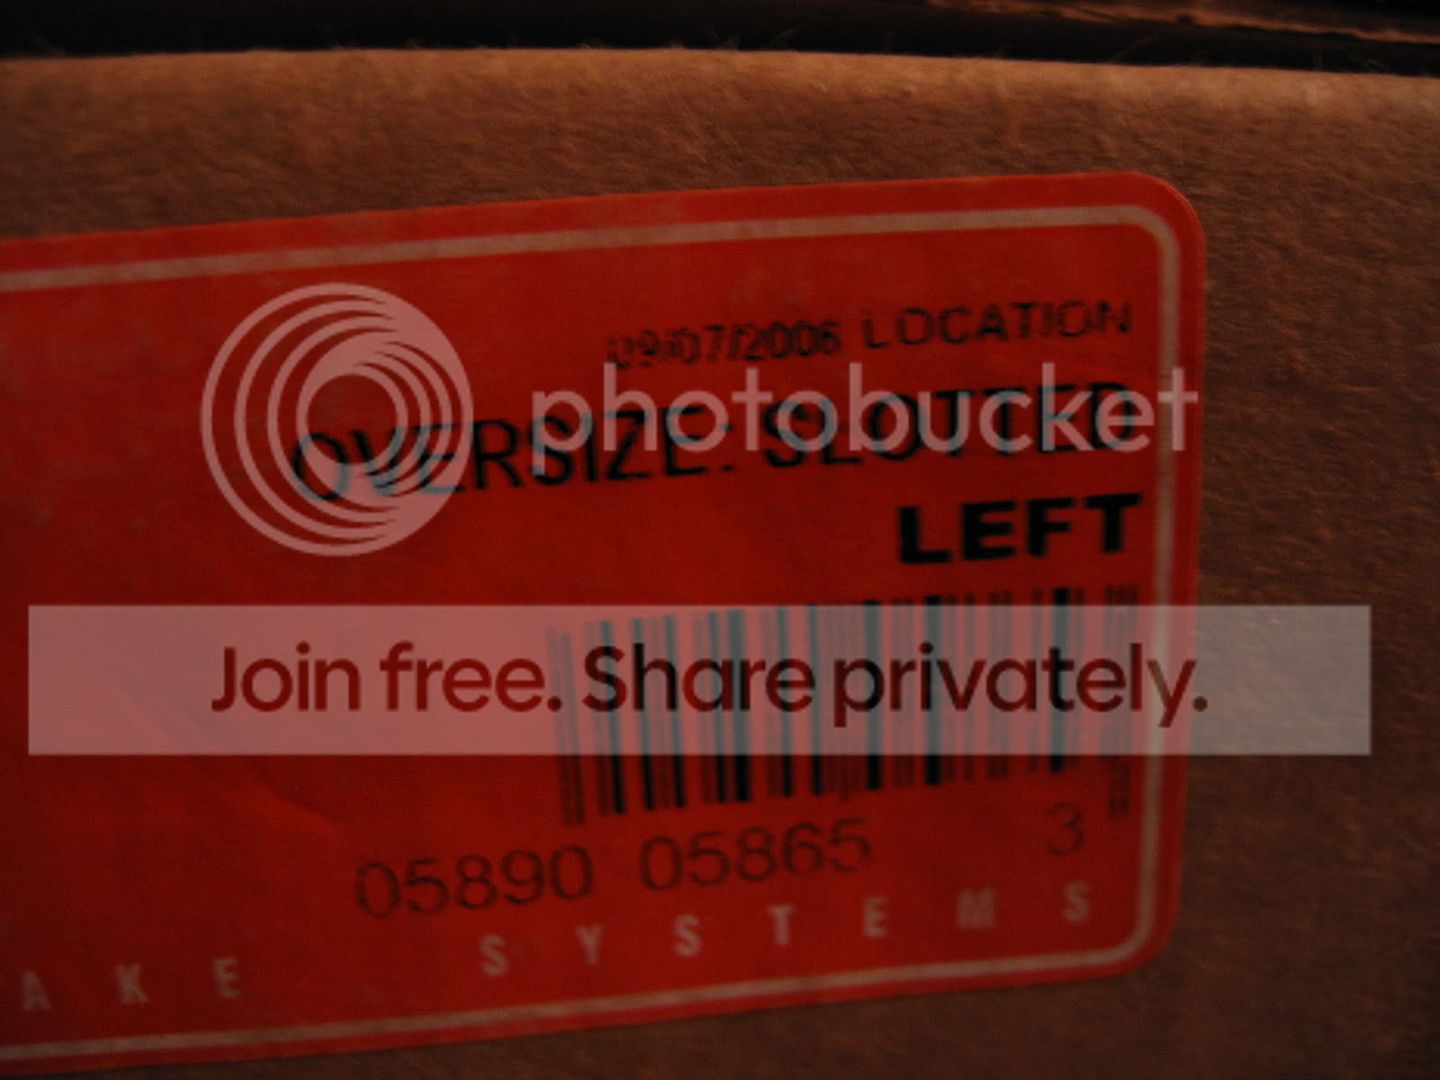 09/07/2006 LOCATION
OVERSIZE: SLOTTED
LEFT
05890 05865 3
AKE SYSTEMS
photobucket
Join free. Share privately.